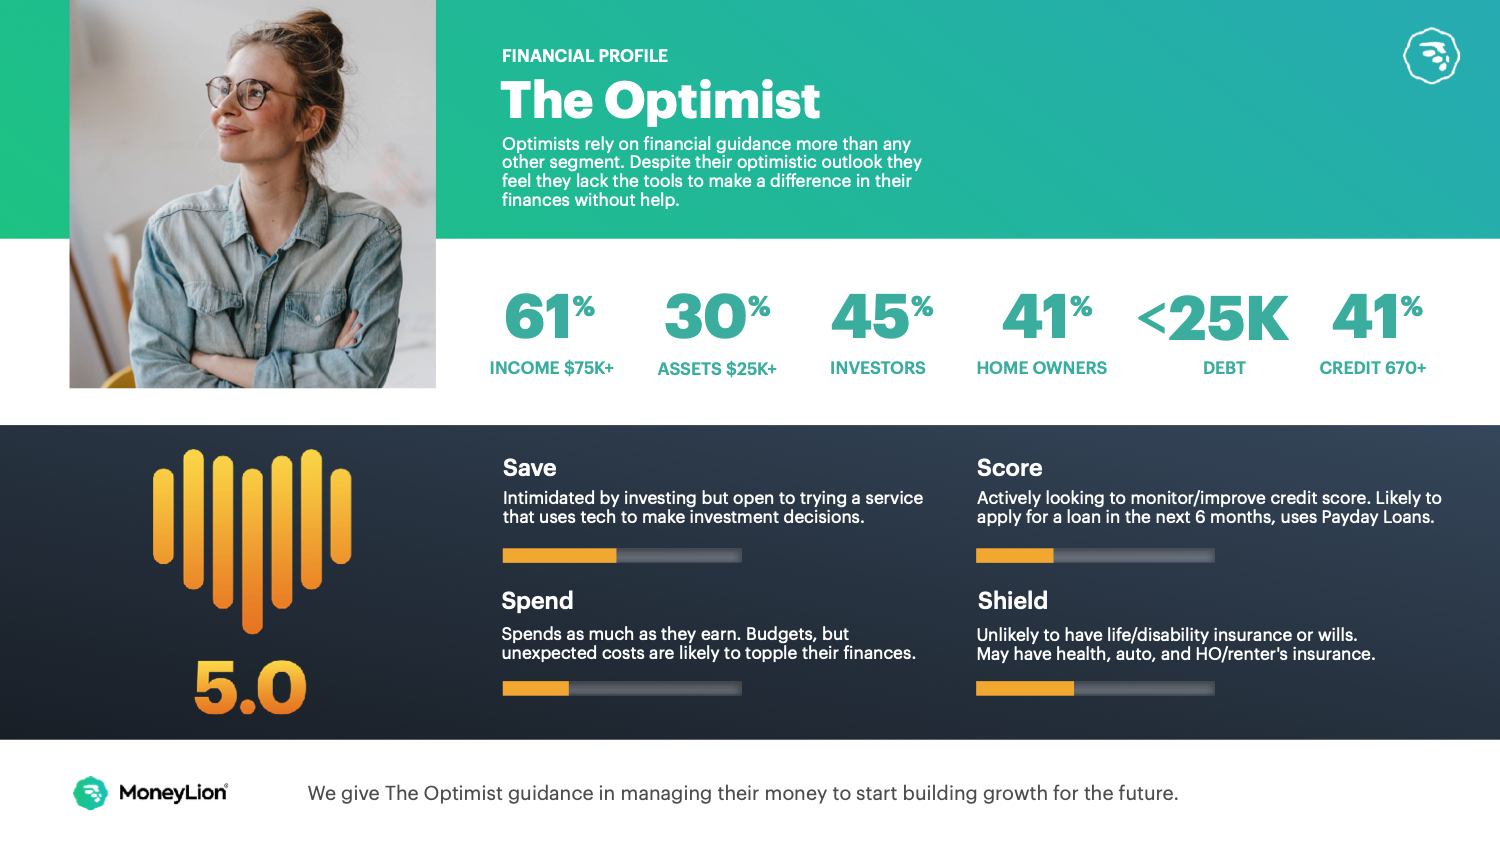 FINANCIAL PROFILE
The Optimist
Optimists rely on financial guidance more than any
other segment. Despite their optimistic outlook they
feel they lack the tools to make a difference in their
finances without help.
61%
INCOME $75K+
30%
ASSETS $25K+
45%
INVESTORS
41%
HOME OWNERS
<25K
DEBT
41%
CREDIT 670+
5.0
Save
Intimidated by investing but open to trying a service
that uses tech to make investment decisions.
Score
Actively looking to monitor/improve credit score. Likely to
apply for a loan in the next 6 months, uses Payday Loans.
Spend
Spends as much as they earn. Budgets, but
unexpected costs are likely to topple their finances.
Shield
Unlikely to have life/disability insurance or wills.
May have health, auto, and HO/renter's insurance.
MoneyLion®
We give The Optimist guidance in managing their money to start building growth for the future.